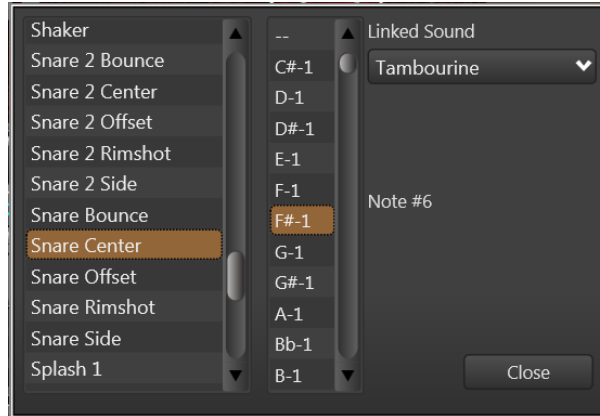 Shaker
Snare 2 Bounce
Snare 2 Center
Snare 2 Offset
Snare 2 Rimshot
Snare 2 Side
Snare Bounce
Snare Center
Snare Offset
Snare Rimshot
Snare Side
Splash 1
--
C#-1
D-1
D#-1
E-1
F-1
F#-1
G-1
G#-1
A-1
Bb-1
B-1
Linked Sound
Tambourine
Note #6
Close